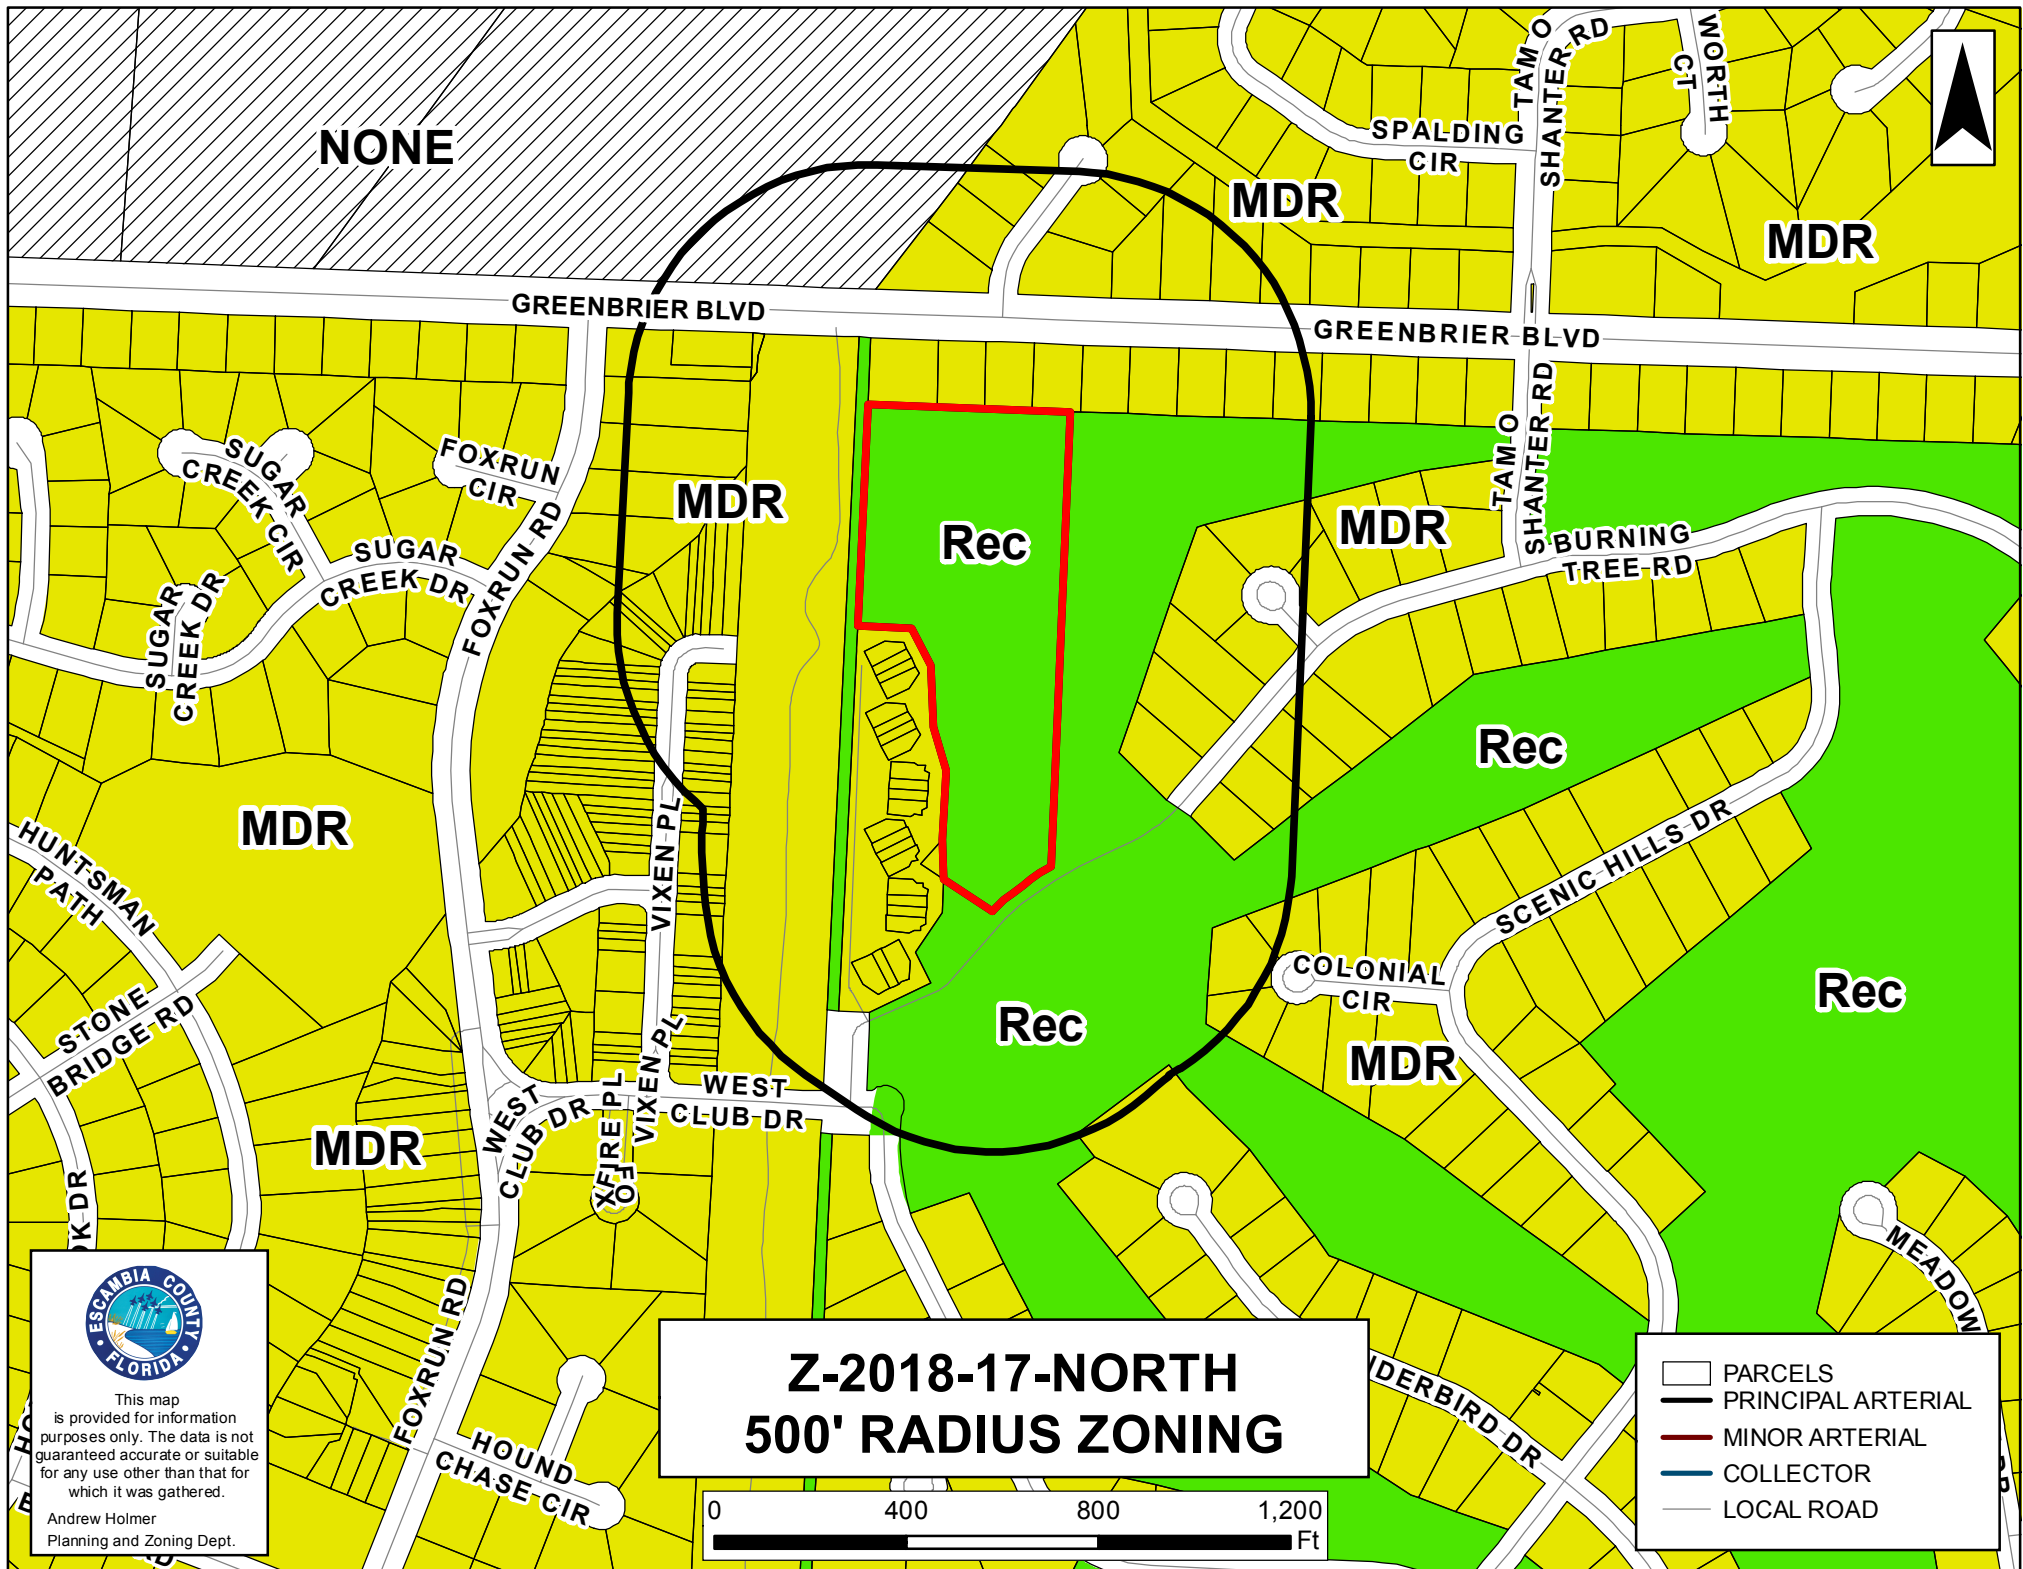 NONE
TAM O
SHANTER RD
WORTH
CT
SPALDING
CIR
MDR
MDR
GREENBRIER BLVD
GREENBRIER BLVD
TAM O
SHANTER RD
SUGAR
CREEK CIR
FOXRUN
CIR
MDR
Rec
MDR
BURNING
TREE RD
SUGAR
CREEK DR
FOXRUN RD
SUGAR
CREEK DR
Rec
MDR
HUNTSMAN
PATH
VIXEN PL
SCENIC HILLS DR
STONE
BRIDGE RD
COLONIAL
CIR
Rec
Rec
MDR
VIXEN PL
WEST
CLUB DR
WEST
CLUB DR
MDR
FO
XFIRE PL
OK DR
MEADOW
ESCAMBIA COUNTY
FLORIDA
This map
is provided for information
purposes only. The data is not
guaranteed accurate or suitable
for any use other than that for
which it was gathered.
Andrew Holmer
Planning and Zoning Dept.
FOXRUN RD
HOUND
CHASE CIR
Z-2018-17-NORTH
500' RADIUS ZONING
NDERBIRD DR
0 400 800 1,200
Ft
PARCELS
PRINCIPAL ARTERIAL
MINOR ARTERIAL
COLLECTOR
LOCAL ROAD